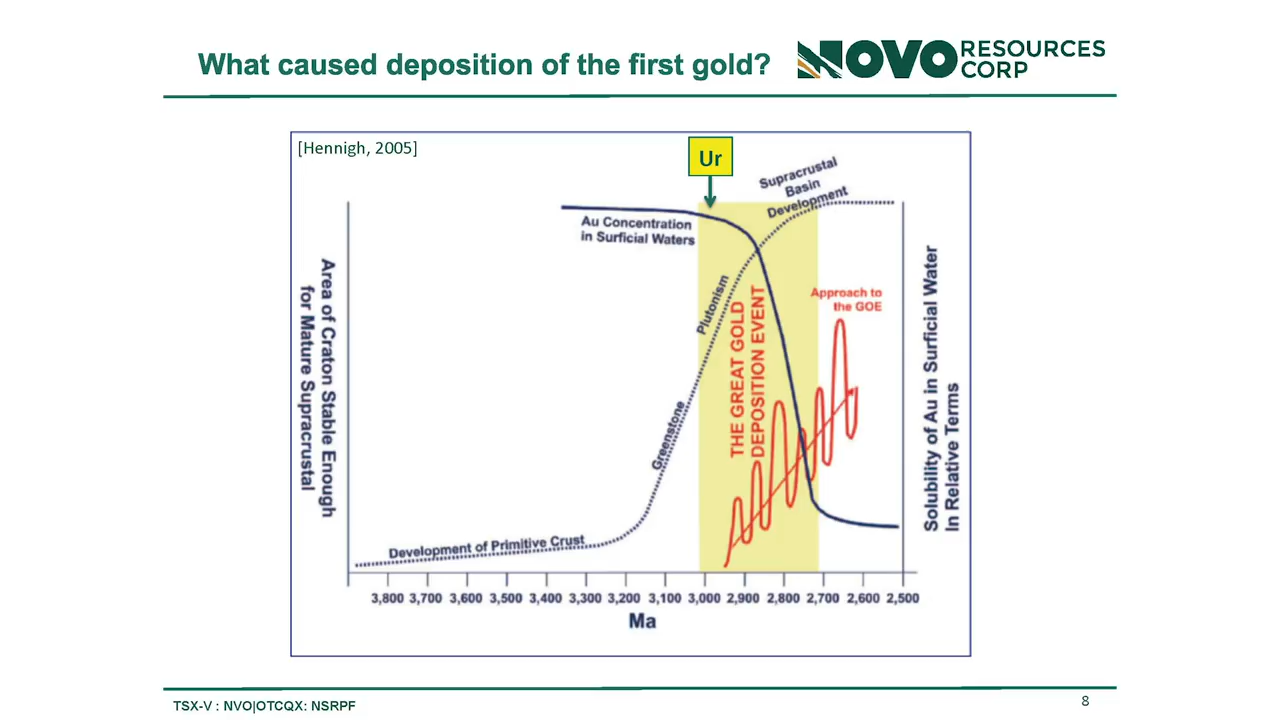 What caused deposition of the first gold?
NOVO
RESOURCES
CORP
[Hennigh, 2005]
Ur
Supracrustal
Basin
Development
Au Concentration
in Surficial Waters
Plutonism
THE GREAT GOLD
DEPOSITION EVENT
Approach to
the GOE
Area of Craton Stable Enough
for Mature Supracrustal
Solubility of Au in Surficial Water
In Relative Terms
Greenstone
Development of Primitive Crust
3,800 3,700 3,600 3,500 3,400 3,300 3,200 3,100 3,000 2,900 2,800 2,700 2,600 2,500
Ma
TSX-V : NVO|OTCQX: NSRPF
8